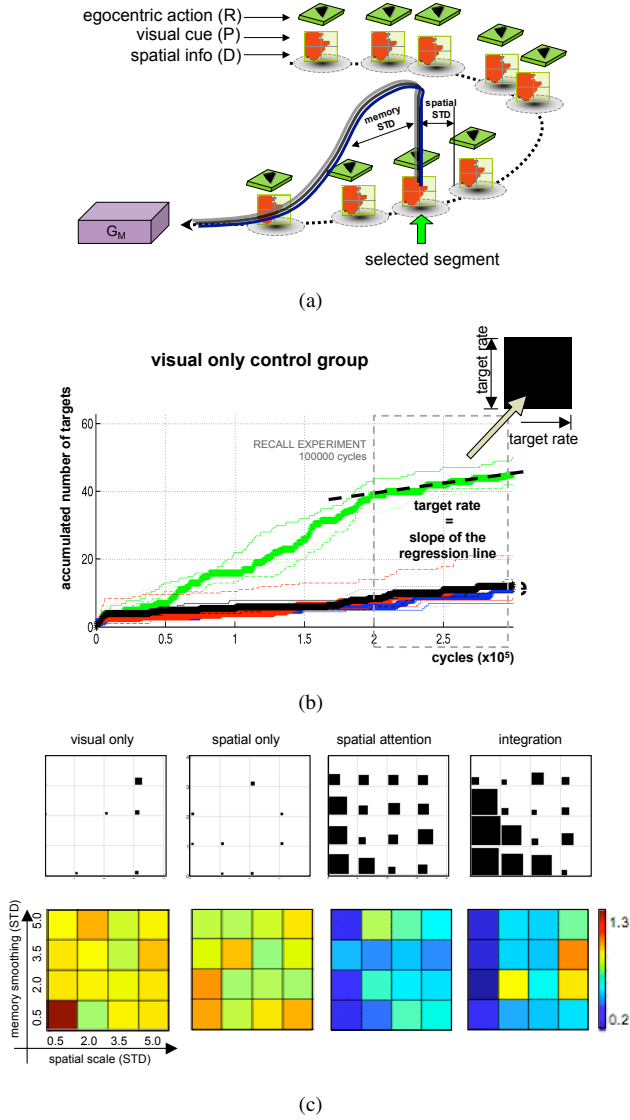 egocentric action (R)
visual cue (P)
spatial info (D)
memory
STD
spatial
STD
G_M
selected segment
(a)
visual only control group
target rate
target rate
RECALL EXPERIMENT
100000 cycles
target rate
=
slope of the
regression line
accumulated number of targets
60
40
20
0
0 0.5 1 1.5 2 2.5
cycles (x10⁵)
(b)
visual only spatial only spatial attention integration
memory smoothing (STD)
5.0
3.5
2.0
0.5
0.5 2.0 3.5 5.0
spatial scale (STD)
1.3
0.2
(c)